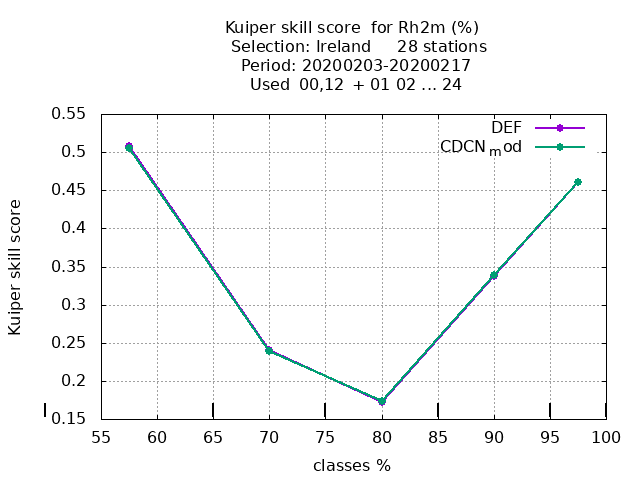 Kuiper skill score  for Rh2m (%)
Selection: Ireland     28 stations
Period: 20200203-20200217
Used  00,12  + 01 02 ... 24
DEF
CDCNmod
Kuiper skill score
0.55
0.5
0.45
0.4
0.35
0.3
0.25
0.2
0.15
55 60 65 70 75 80 85 90 95 100
classes %